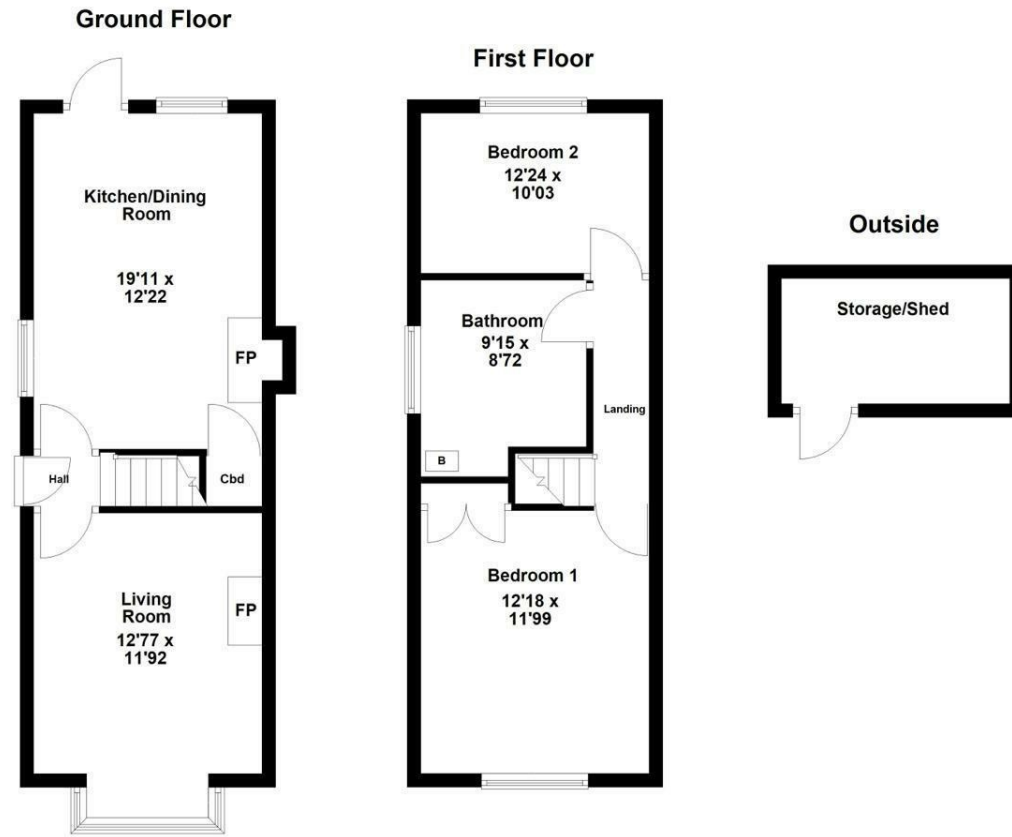 Ground Floor
Kitchen/Dining
Room
19'11 x
12'22
FP
Hall
Cbd
Living
Room
12'77 x
11'92
FP
First Floor
Bedroom 2
12'24 x
10'03
Bathroom
9'15 x
8'72
Landing
B
Bedroom 1
12'18 x
11'99
Outside
Storage/Shed